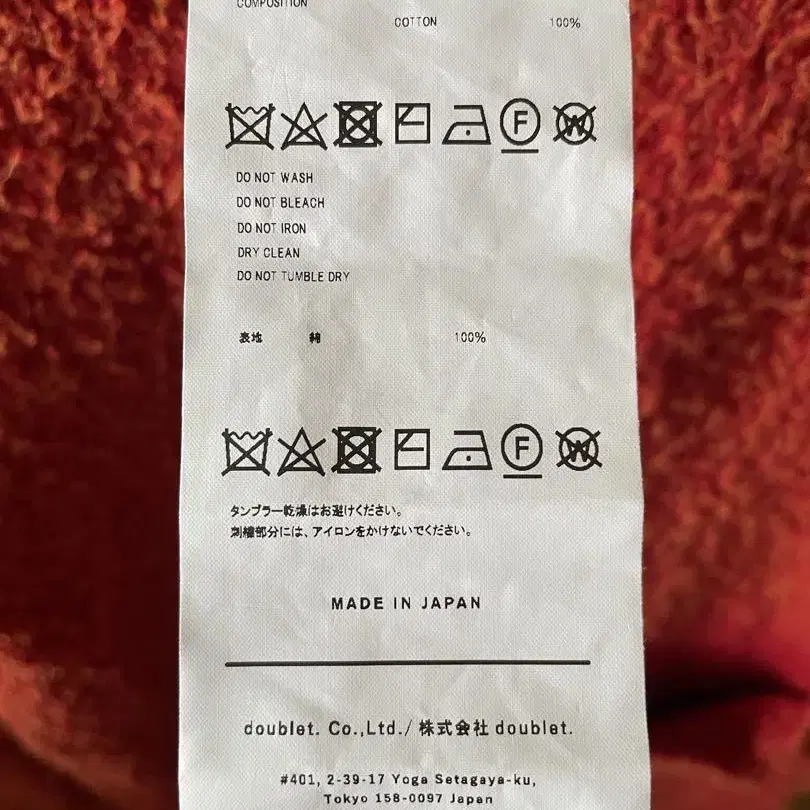 COMPOSITION
COTTON 100%
F W
DO NOT WASH
DO NOT BLEACH
DO NOT IRON
DRY CLEAN
DO NOT TUMBLE DRY
表地 綿 100%
F W
タンブラー乾燥はお避けください。
刺繍部分には、アイロンをかけないでください。
MADE IN JAPAN
doublet. Co.,Ltd./ 株式会社 doublet.
#401, 2-39-17 Yoga Setagaya-ku,
Tokyo 158-0097 Japan